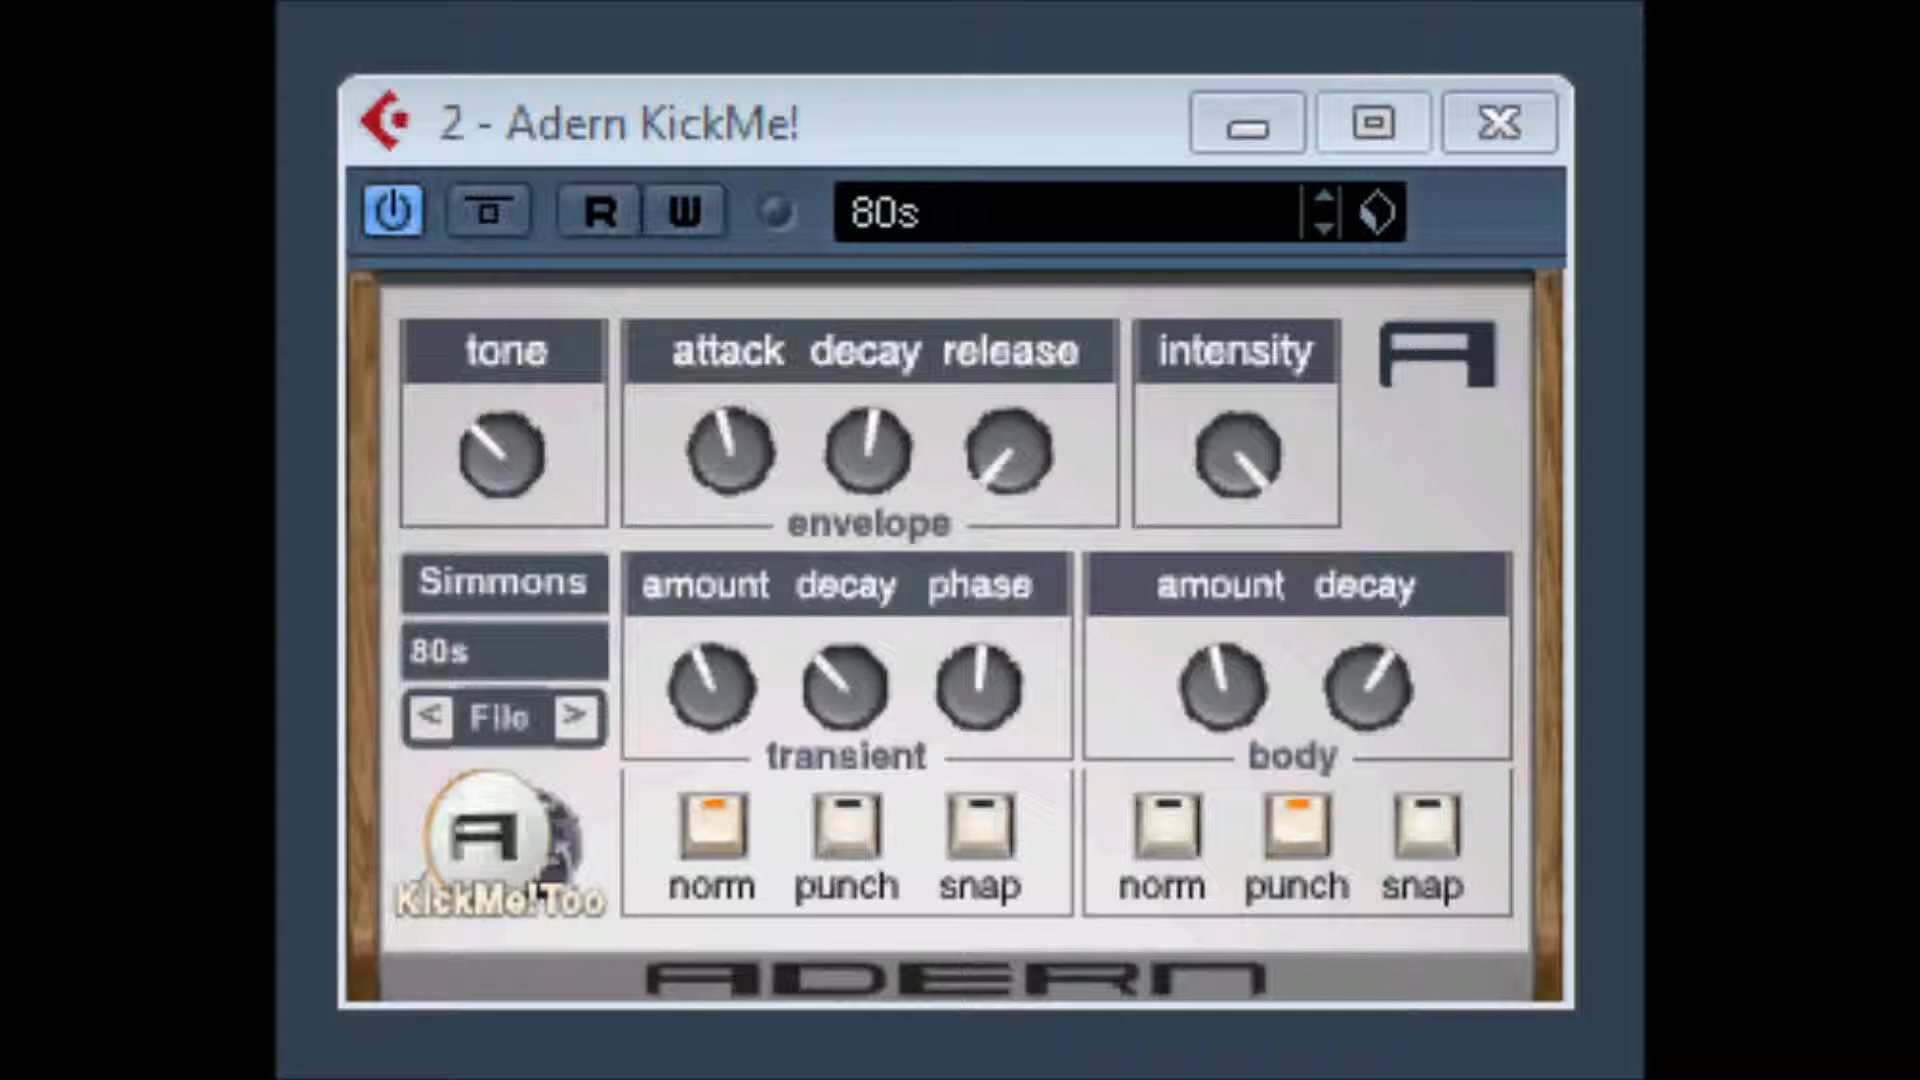 2 - Adern KickMe!
R W 80s
tone attack decay release intensity
envelope
Simmons
80s
< File >
amount decay phase amount decay
transient body
norm punch snap norm punch snap
A
KickMe!Too
ADERN